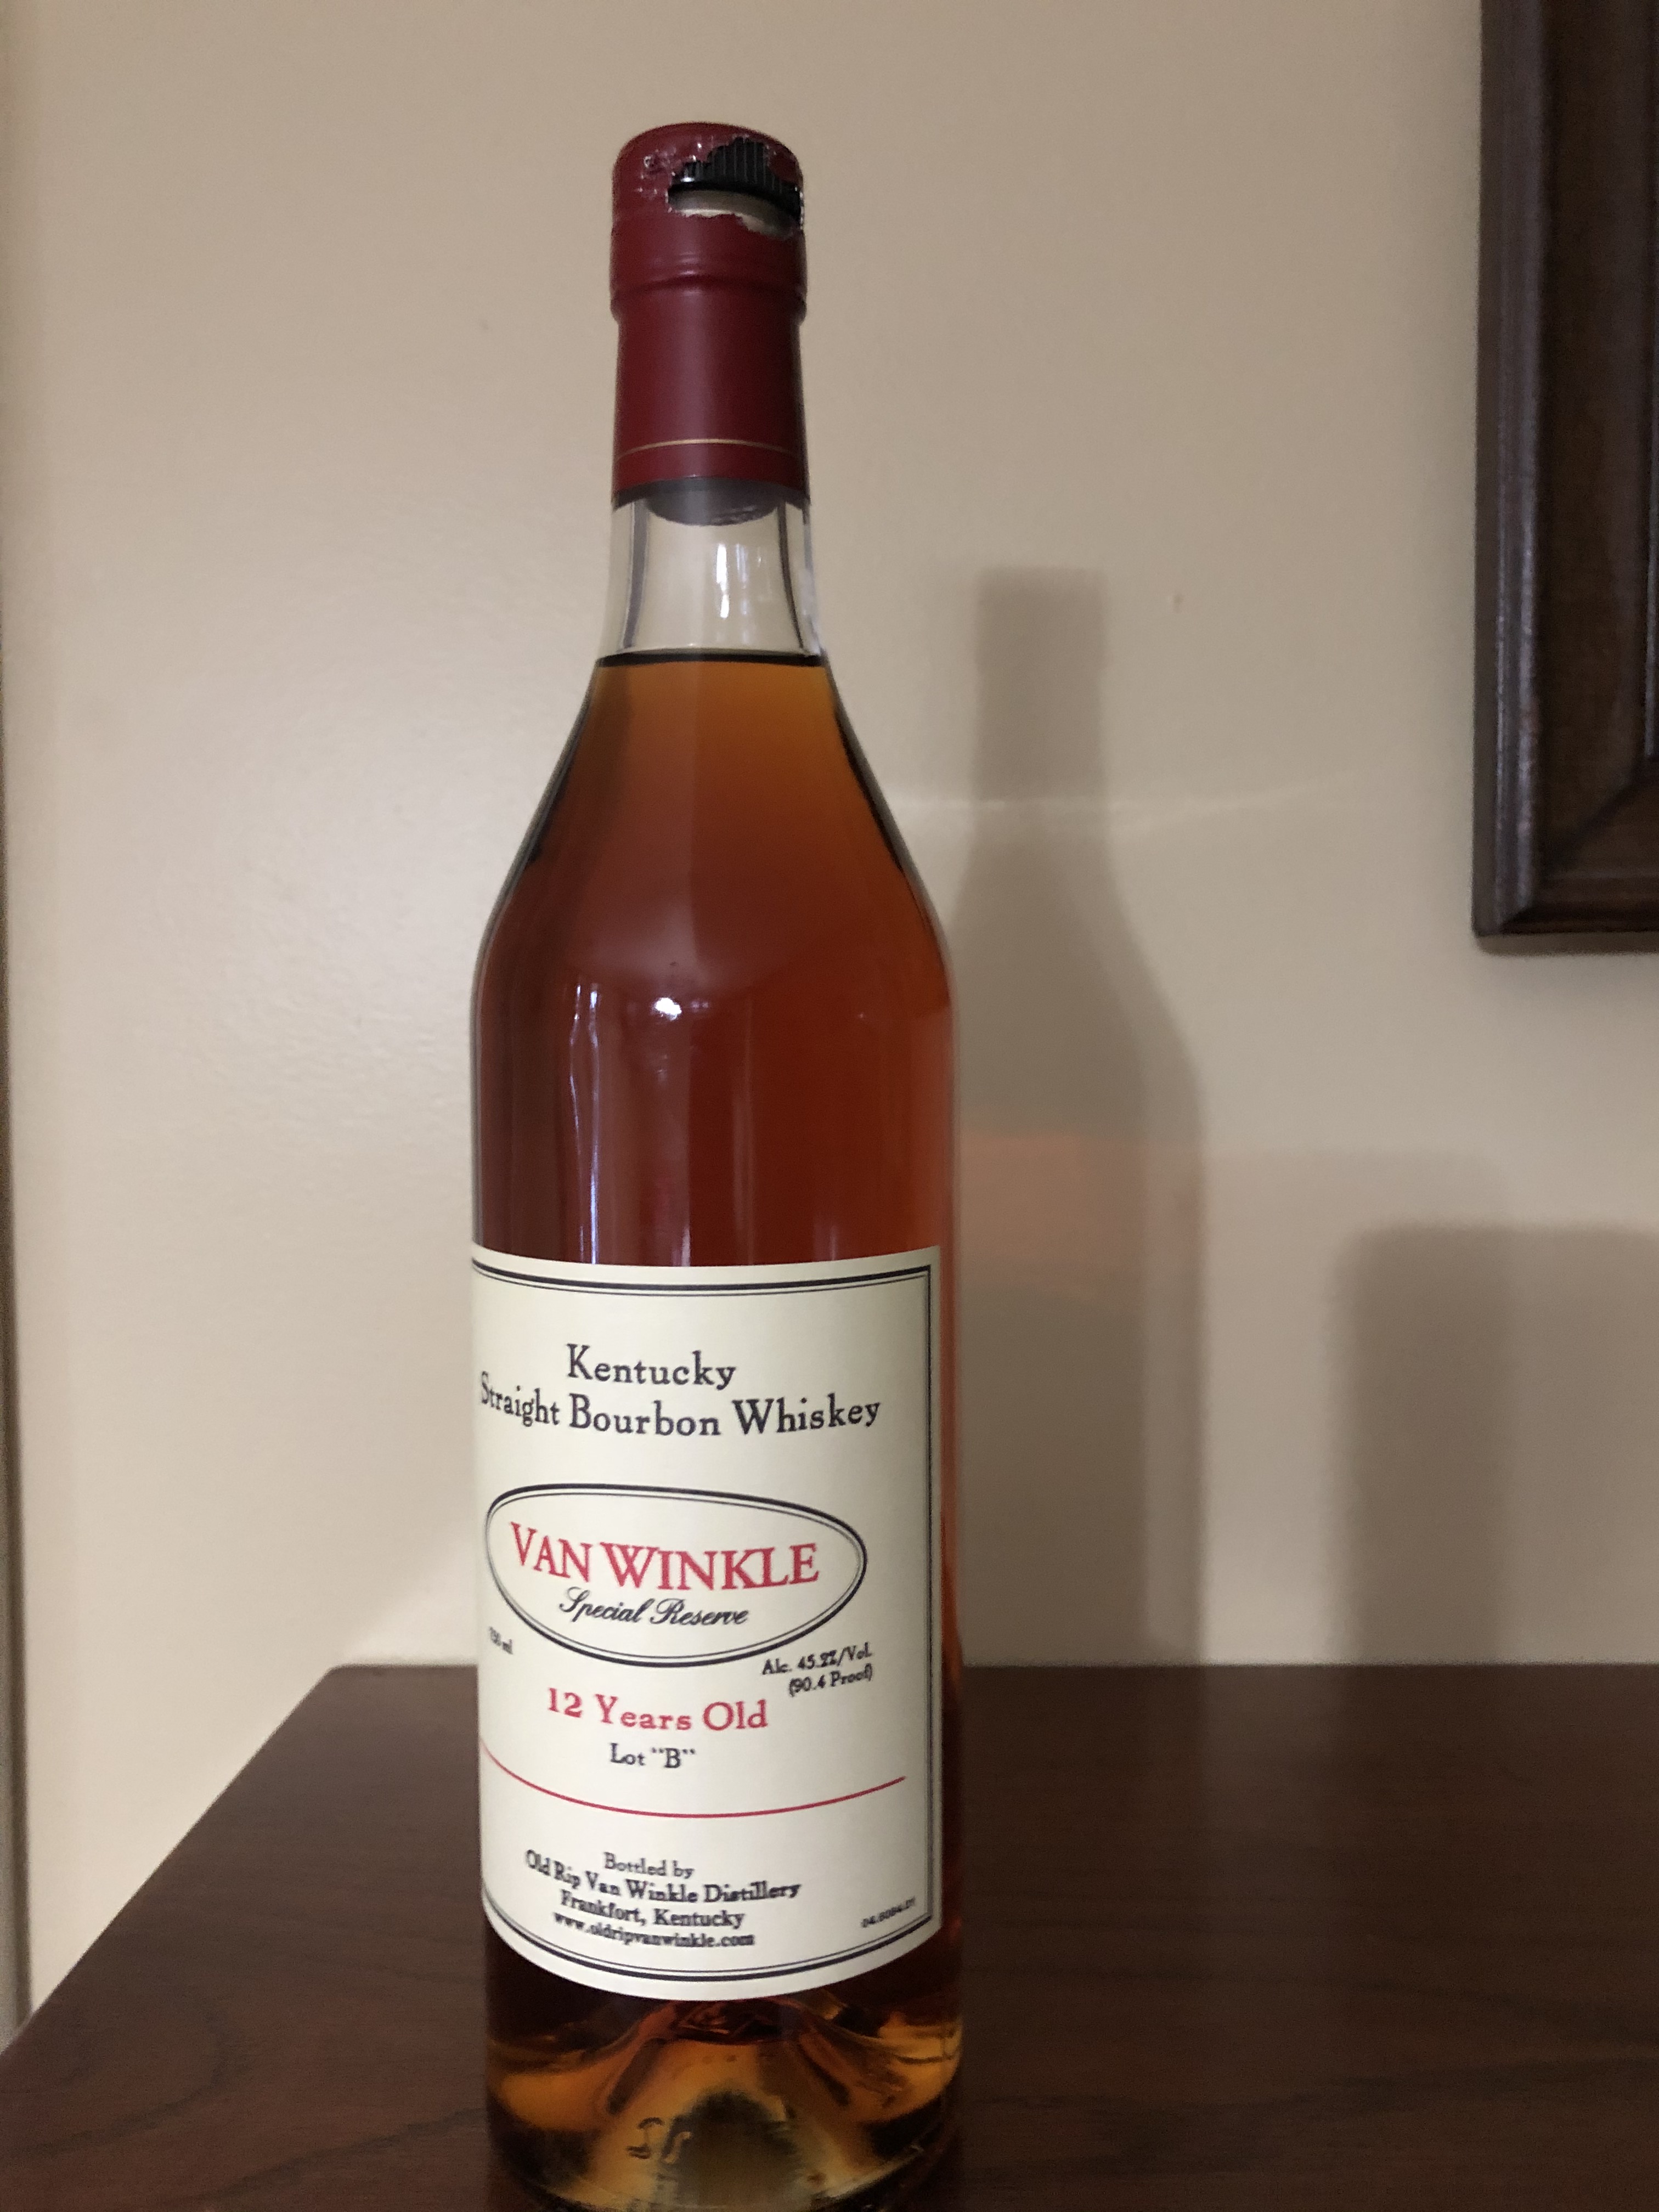 Kentucky
Straight Bourbon Whiskey
VAN WINKLE
Special Reserve
750 ml
Alc. 45.2%/Vol.
(90.4 Proof)
12 Years Old
Lot "B"
Bottled by
Old Rip Van Winkle Distillery
Frankfort, Kentucky
www.oldripvanwinkle.com